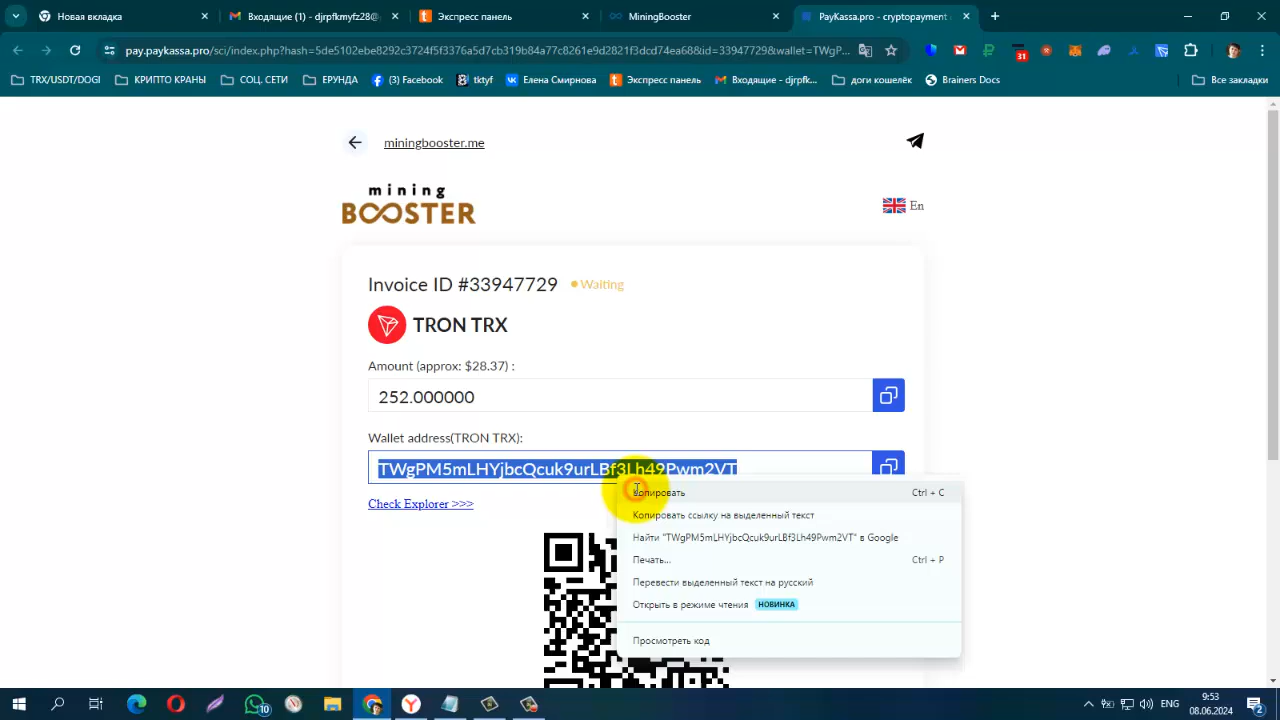 Новая вкладка
Входящие (1) - djrpfkmyfz28@
Экспресс панель
MiningBooster
PayKassa.pro - cryptopayment
pay.paykassa.pro/sci/index.php?hash=5de5102ebe8292c3724f5f3376a5d7cb319b84a77c8261e9d2821f3dcd74ea688&id=33947729&wallet=TWgP...
31
TRX/USDT/DOGI
КРИПТО КРАНЫ
СОЦ. СЕТИ
ЕРУНДА
(3) Facebook
tktyf
Елена Смирнова
Экспресс панель
Входящие - djrpfk...
доги кошелёк
Brainers Docs
Все закладки
miningbooster.me
mining
BOOSTER
En
Invoice ID #33947729
Waiting
TRON TRX
Amount (approx: $28.37) :
252.000000
Wallet address(TRON TRX):
TWgPM5mLHYjbcQcuk9urLBf3Lh49Pwm2VT
Check Explorer >>>
Копировать Ctrl + C
Копировать ссылку на выделенный текст
Найти "TWgPM5mLHYjbcQcuk9urLBf3Lh49Pwm2VT" в Google
Печать... Ctrl + P
Перевести выделенный текст на русский
Открыть в режиме чтения НОВИНКА
Просмотреть код
10
ENG
9:53
08.06.2024
2